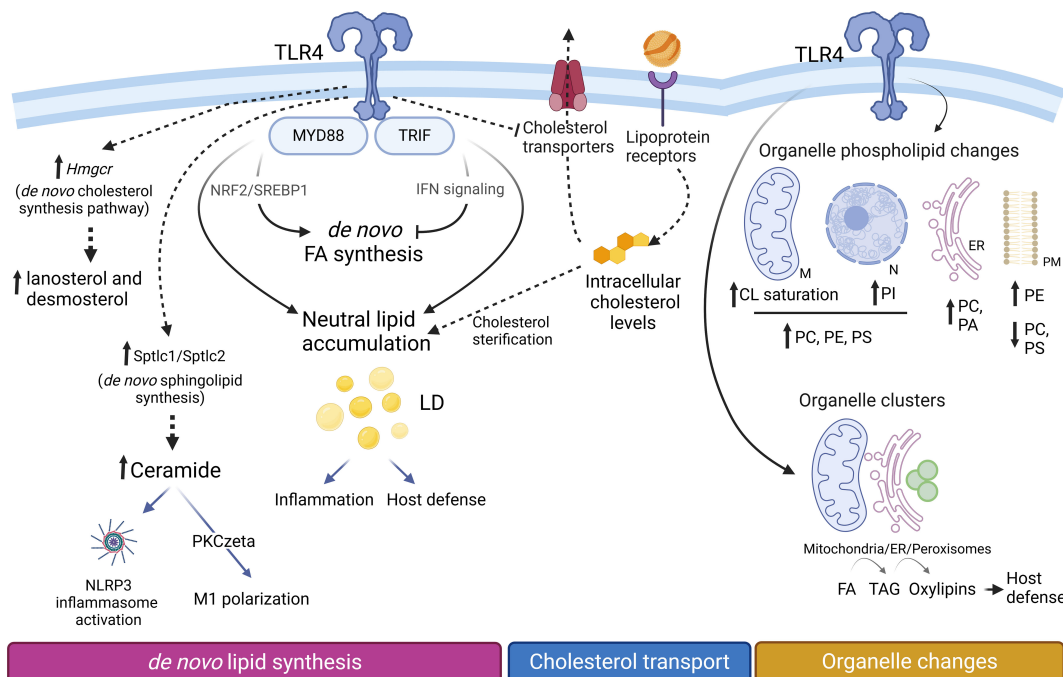 TLR4
MYD88
TRIF
Hmgcr
(de novo cholesterol
synthesis pathway)
lanosterol and
desmosterol
NRF2/SREBP1
IFN signaling
de novo
FA synthesis
Neutral lipid
accumulation
LD
Inflammation
Host defense
Sptlc1/Sptlc2
(de novo sphingolipid
synthesis)
Ceramide
PKCzeta
NLRP3
inflammasome
activation
M1 polarization
Cholesterol
transporters
Lipoprotein
receptors
Intracellular
cholesterol
levels
Cholesterol
sterification
TLR4
Organelle phospholipid changes
M
N
ER
PM
CL saturation
PI
PC, PE, PS
PC,
PA
PE
PC,
PS
Organelle clusters
Mitochondria/ER/Peroxisomes
FA TAG Oxylipins
Host
defense
de novo lipid synthesis
Cholesterol transport
Organelle changes